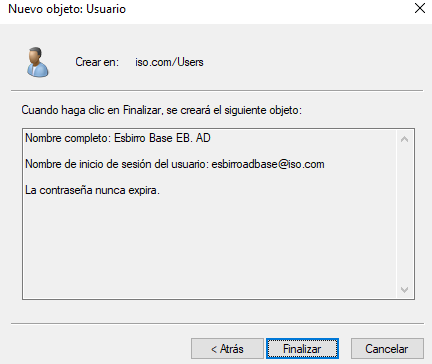 Nuevo objeto: Usuario
Crear en: iso.com/Users
Cuando haga clic en Finalizar, se creará el siguiente objeto:
Nombre completo: Esbirro Base EB. AD
Nombre de inicio de sesión del usuario: esbirroadbase@iso.com
La contraseña nunca expira.
< Atrás Finalizar Cancelar